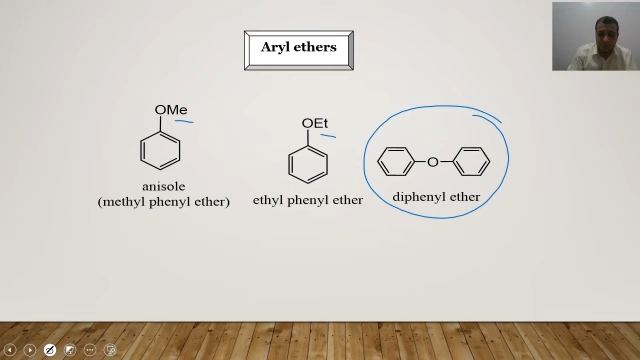 Aryl ethers
OMe
anisole
(methyl phenyl ether)
OEt
ethyl phenyl ether
O
diphenyl ether